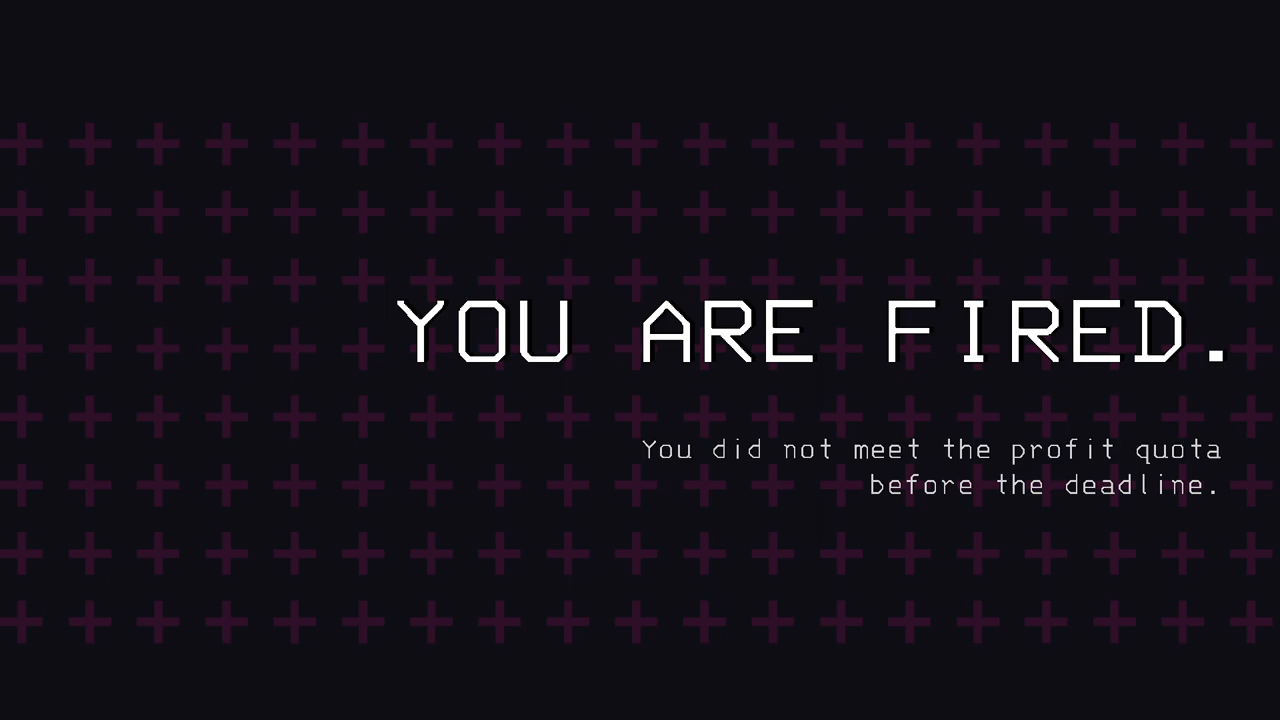 YOU ARE FIRED.
You did not meet the profit quota
before the deadline.